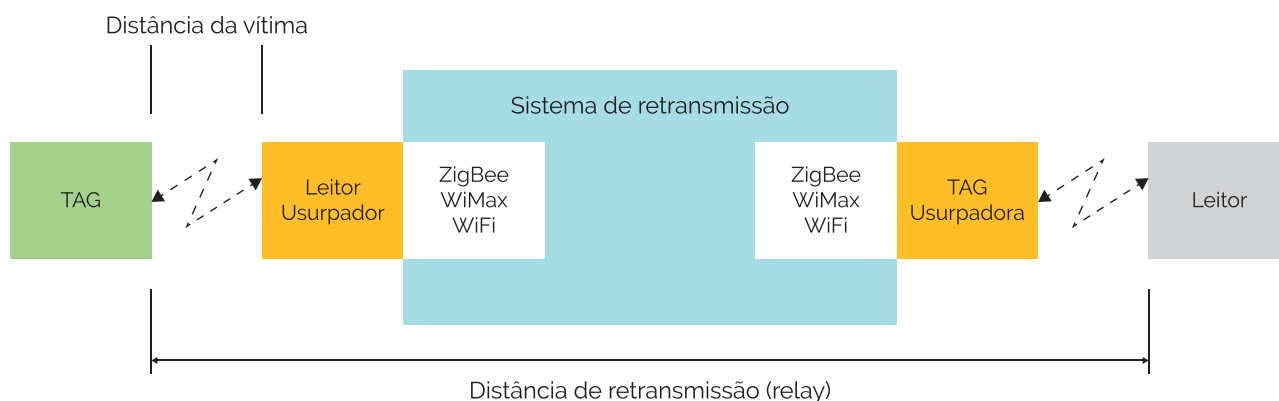 Distância da vítima
Sistema de retransmissão
TAG
Leitor
Usurpador
ZigBee
WiMax
WiFi
ZigBee
WiMax
WiFi
TAG
Usurpadora
Leitor
Distância de retransmissão (relay)